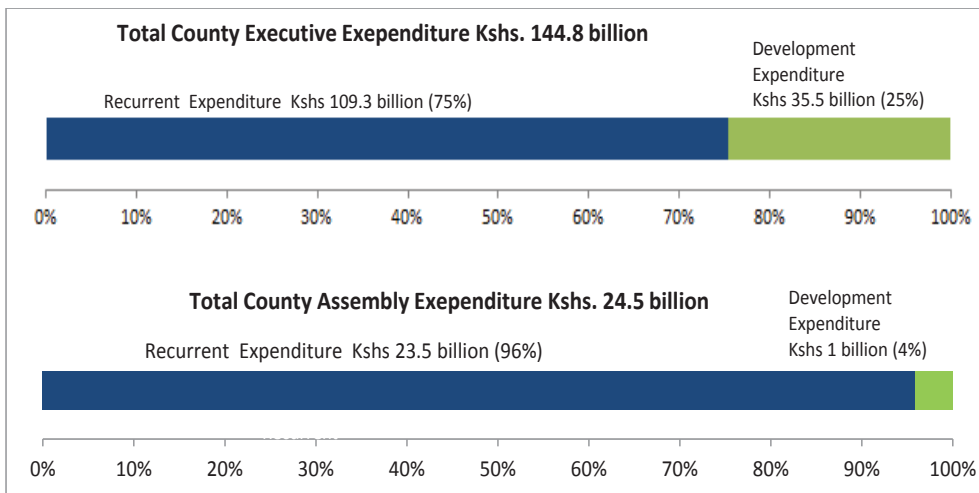 Total County Executive Exependiture Kshs. 144.8 billion
Development
Expenditure
Kshs 35.5 billion (25%)
Recurrent Expenditure Kshs 109.3 billion (75%)
0% 10% 20% 30% 40% 50% 60% 70% 80% 90% 100%
Total County Assembly Exependiture Kshs. 24.5 billion
Development
Expenditure
Kshs 1 billion (4%)
Recurrent Expenditure Kshs 23.5 billion (96%)
0% 10% 20% 30% 40% 50% 60% 70% 80% 90% 100%